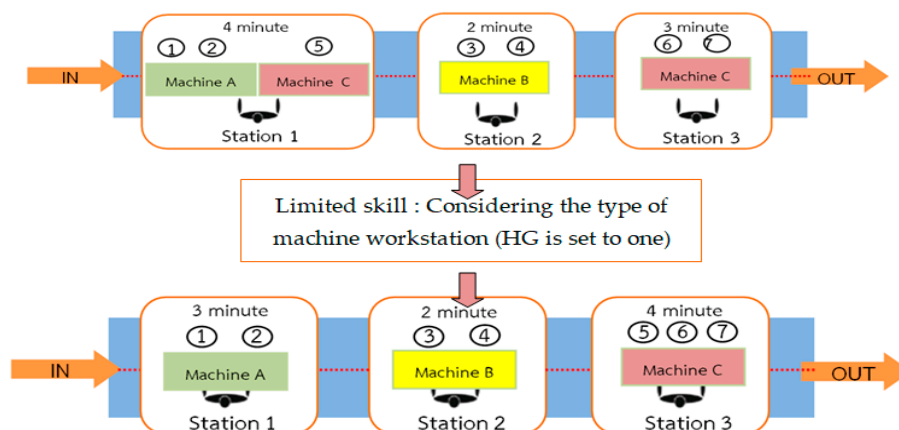 4 minute 2 minute 3 minute
1 2 5 3 4 6 7
IN Machine A Machine C Machine B Machine C OUT
Station 1 Station 2 Station 3
Limited skill : Considering the type of
machine workstation (HG is set to one)
3 minute 2 minute 4 minute
1 2 3 4 5 6 7
IN Machine A Machine B Machine C OUT
Station 1 Station 2 Station 3